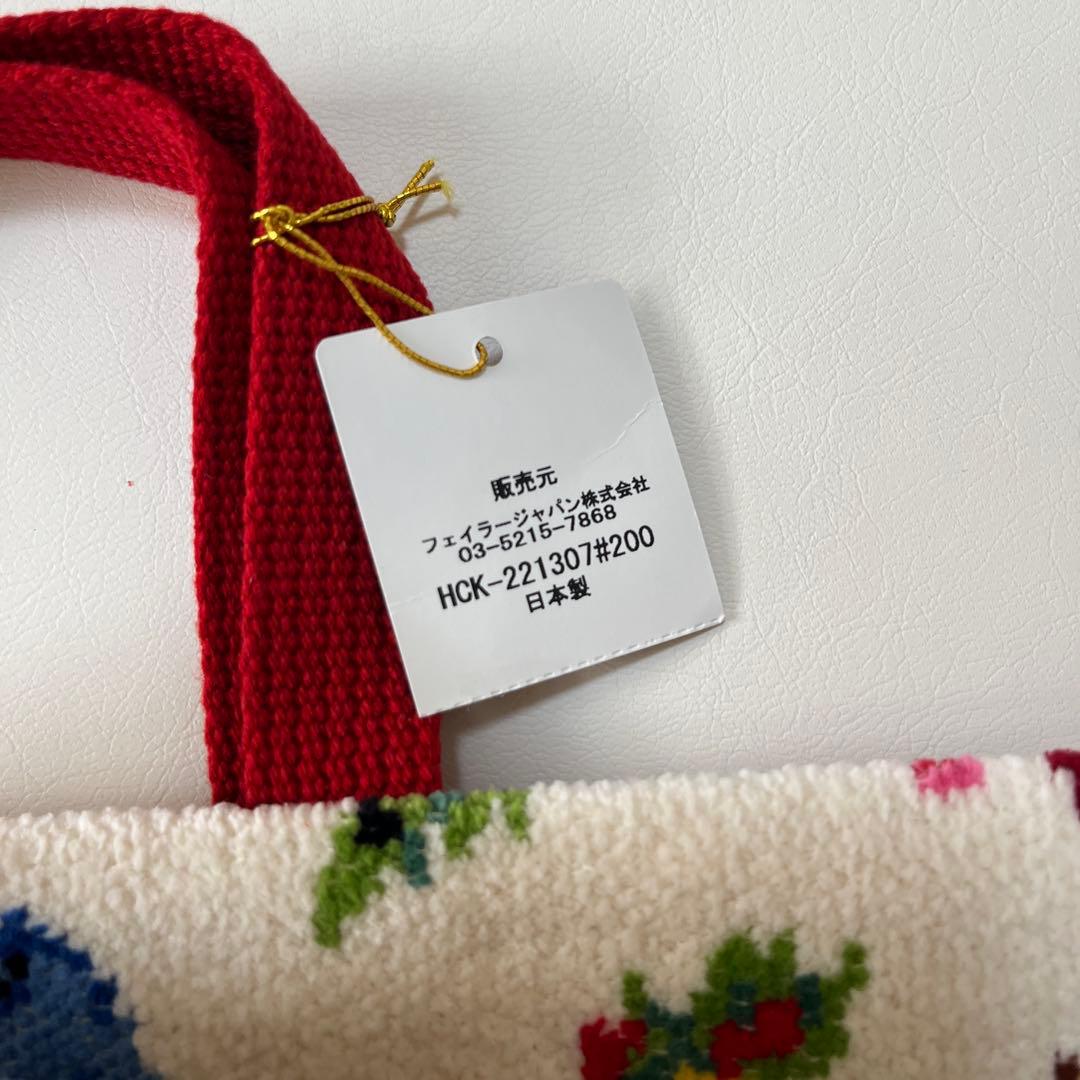 販売元
フェイラージャパン株式会社
03-5215-7868
HCK-221307#200
日本製